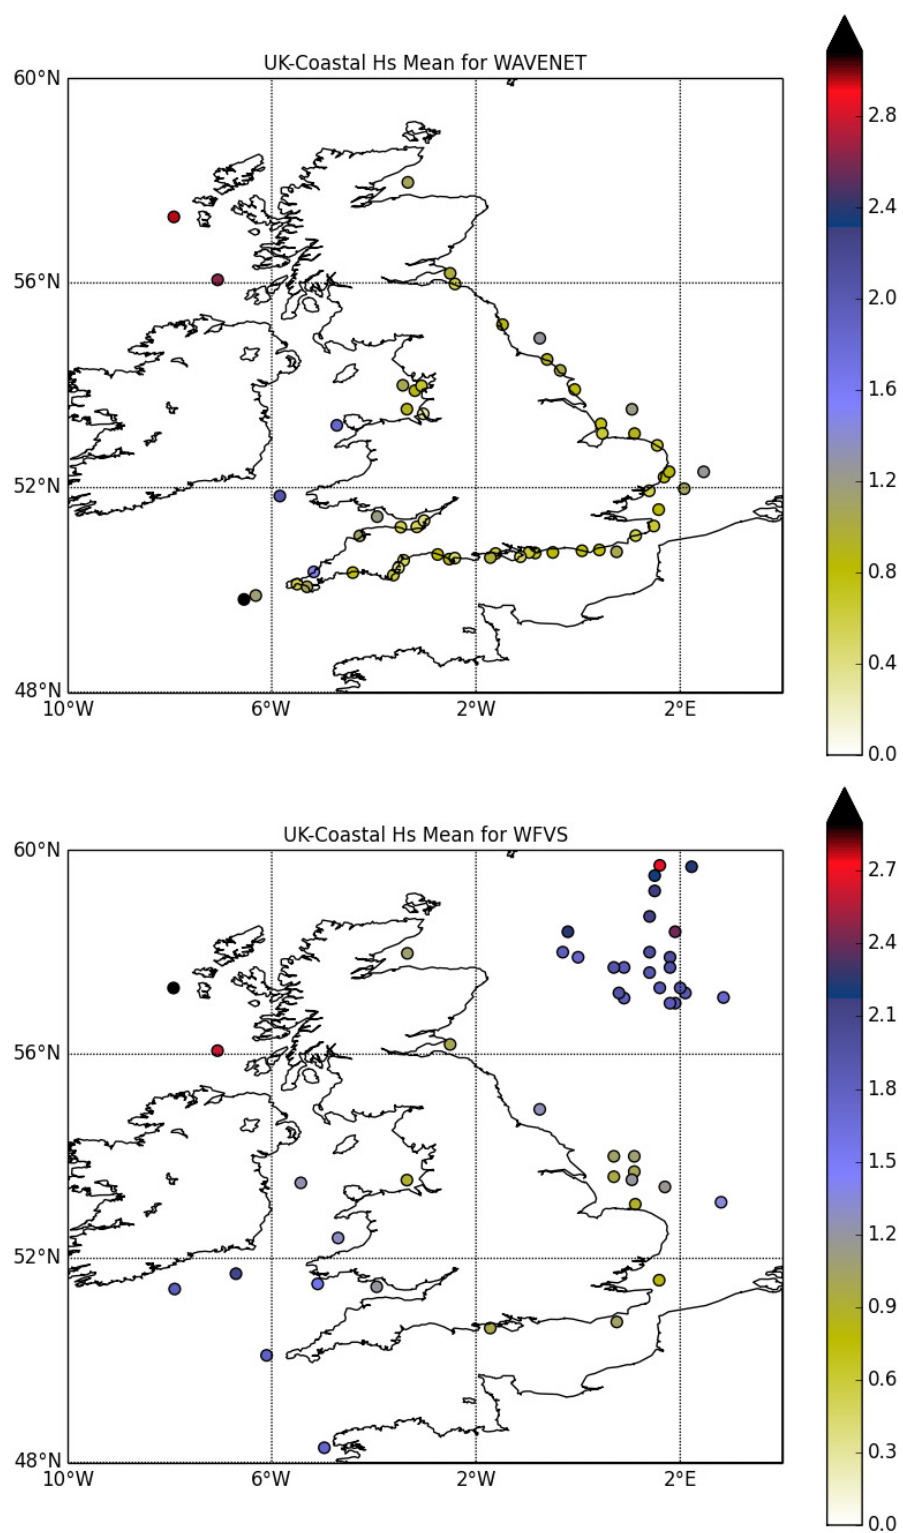 UK-Coastal Hs Mean for WAVENET
60°N
56°N
52°N
48°N
10°W 6°W 2°W 2°E
2.8
2.4
2.0
1.6
1.2
0.8
0.4
0.0
UK-Coastal Hs Mean for WFVS
60°N
56°N
52°N
48°N
10°W 6°W 2°W 2°E
2.7
2.4
2.1
1.8
1.5
1.2
0.9
0.6
0.3
0.0